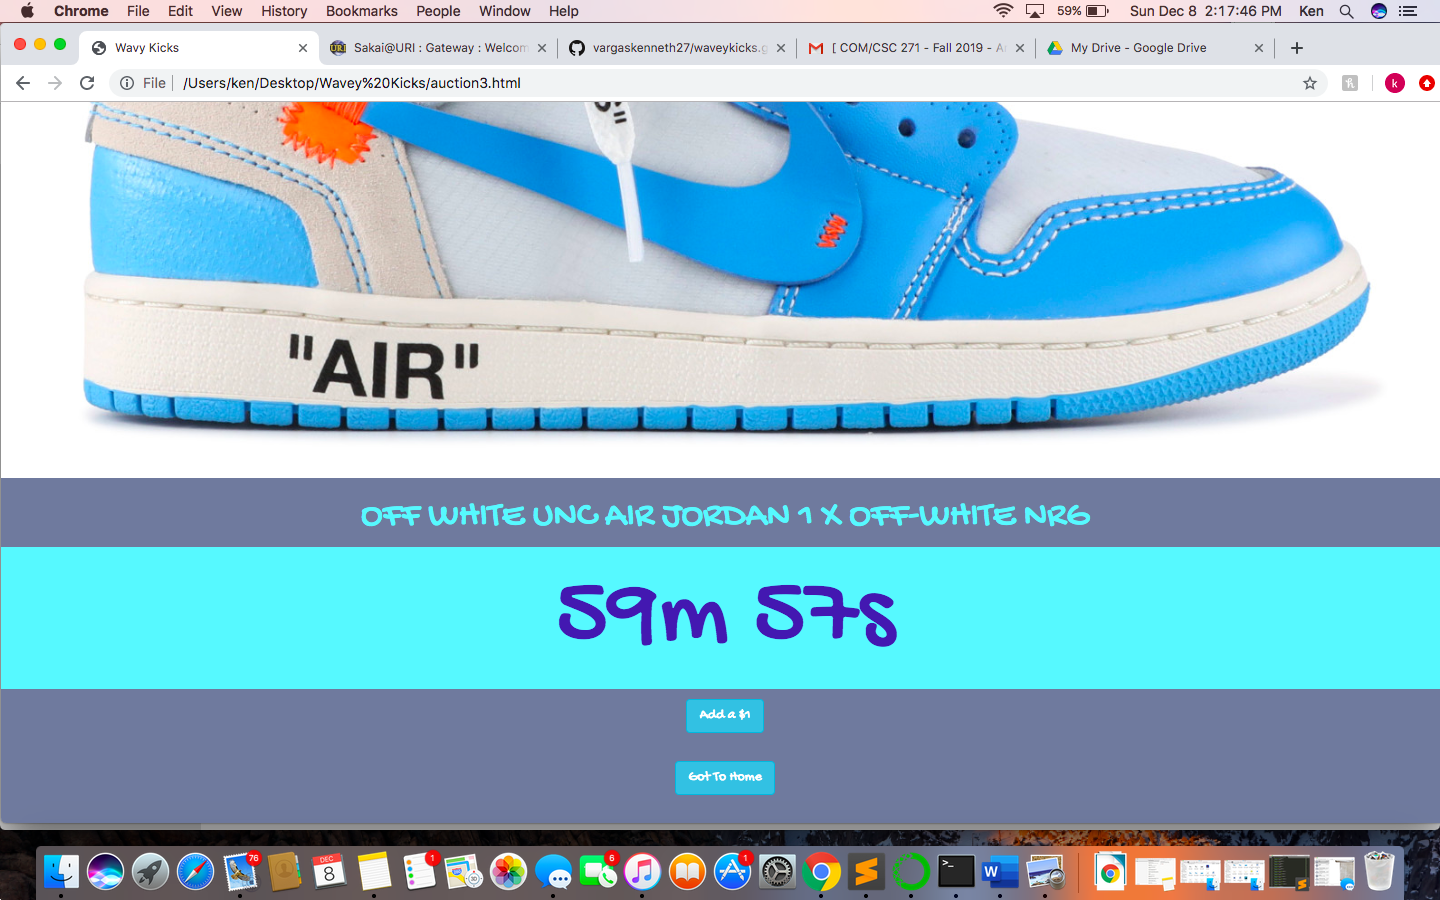 Chrome File Edit View History Bookmarks People Window Help 59% Sun Dec 8 2:17:46 PM Ken
Wavy Kicks Sakai@URI : Gateway : Welcom vargaskenneth27/waveykicks.g [ COM/CSC 271 - Fall 2019 - A My Drive - Google Drive
File /Users/ken/Desktop/Wavey%20Kicks/auction3.html k
S"
"AIR"
OFF WHITE UNC AIR JORDAN 1 X OFF-WHITE NRG
59m 57s
Add a $1
Got To Home
76 DEC 8 1 30 6 1 >_ W